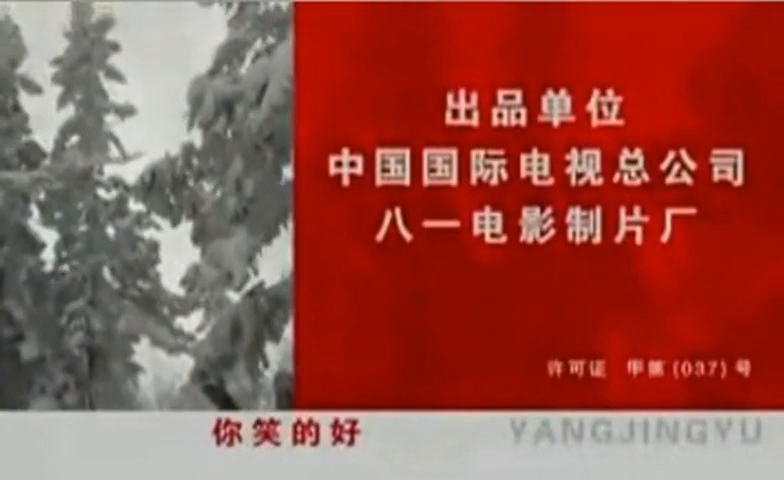 出品单位
中国国际电视总公司
八一电影制片厂
许可证 甲第(037)号
你笑的好
YANGJINGYU